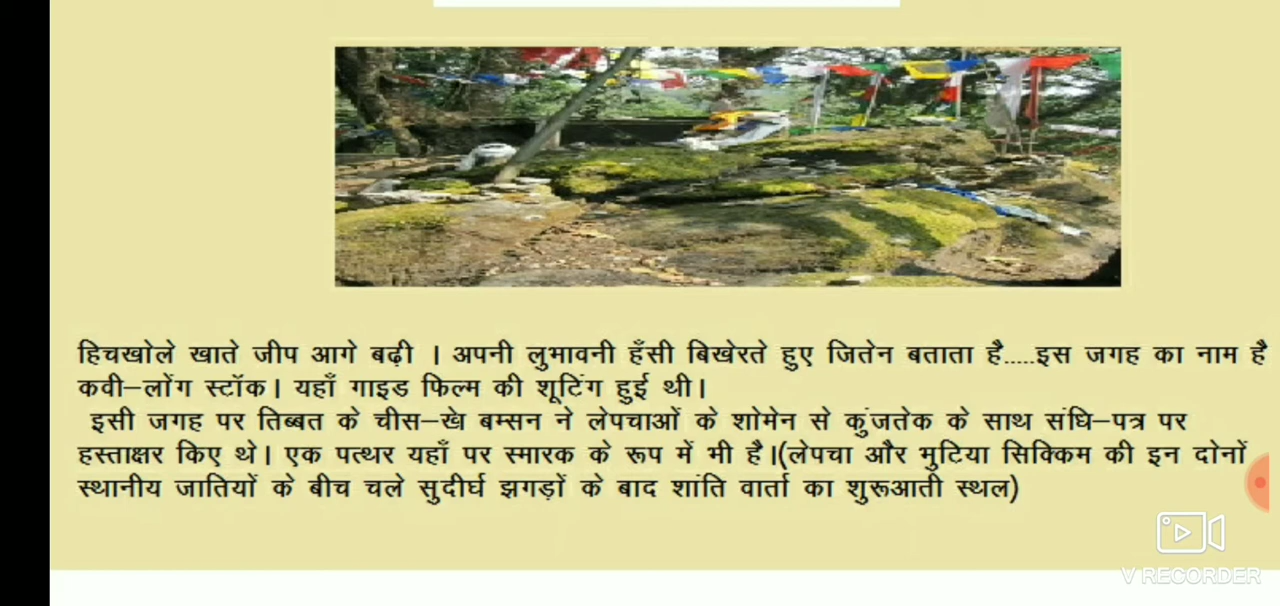 हिचखोले खाते जीप आगे बढ़ी । अपनी लुभावनी हँसी बिखेरते हुए जितेन बताता है.....इस जगह का नाम है
कवी–लोंग स्टॉक। यहाँ गाइड फिल्म की शूटिंग हुई थी।
इसी जगह पर तिब्बत के चीस–खे बम्सन ने लेपचाओं के शोमेन से कुंजतेक के साथ संधि–पत्र पर
हस्ताक्षर किए थे। एक पत्थर यहाँ पर स्मारक के रूप में भी है।(लेपचा और मुटिया सिक्किम की इन दोनों
स्थानीय जातियों के बीच चले सुदीर्घ झगड़ों के बाद शांति वार्ता का शुरूआती स्थल)
V RECORDER